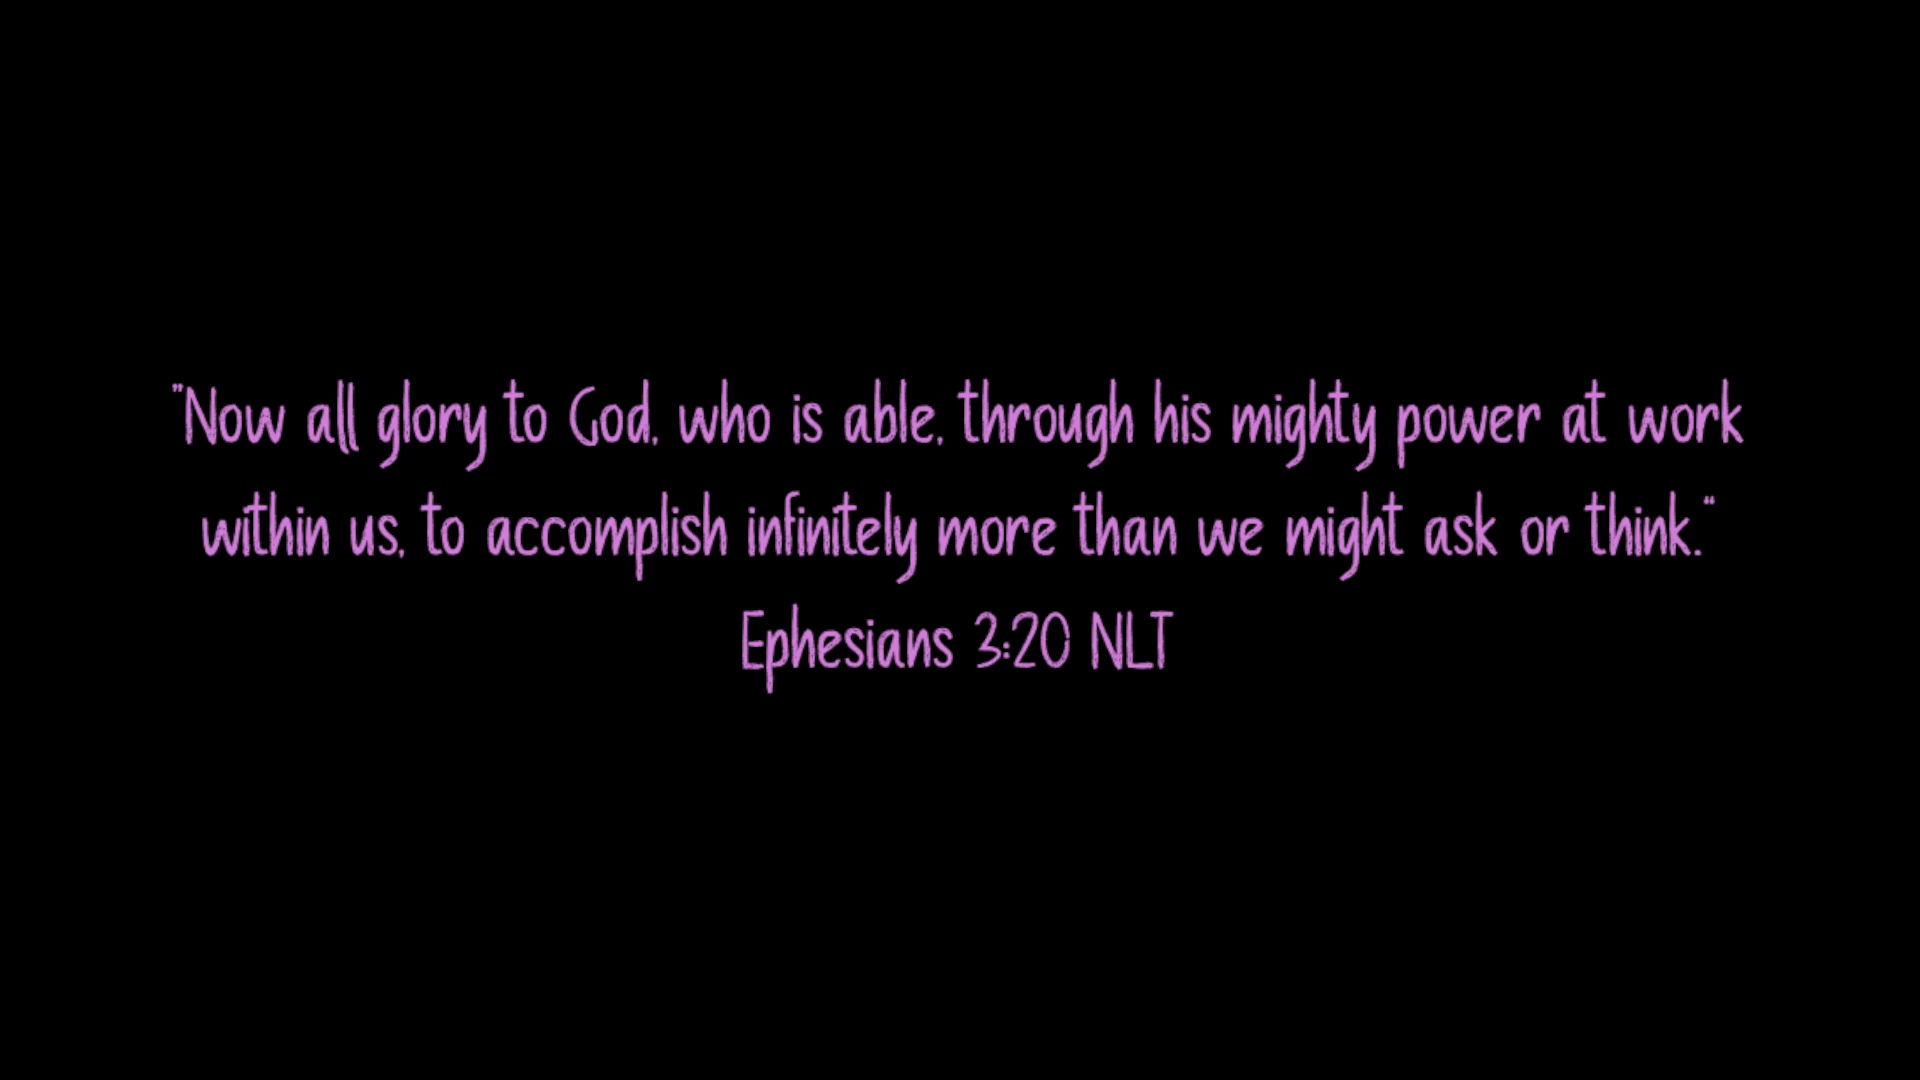 "Now all glory to God, who is able, through his mighty power at work
within us, to accomplish infinitely more than we might ask or think."
Ephesians 3:20 NLT